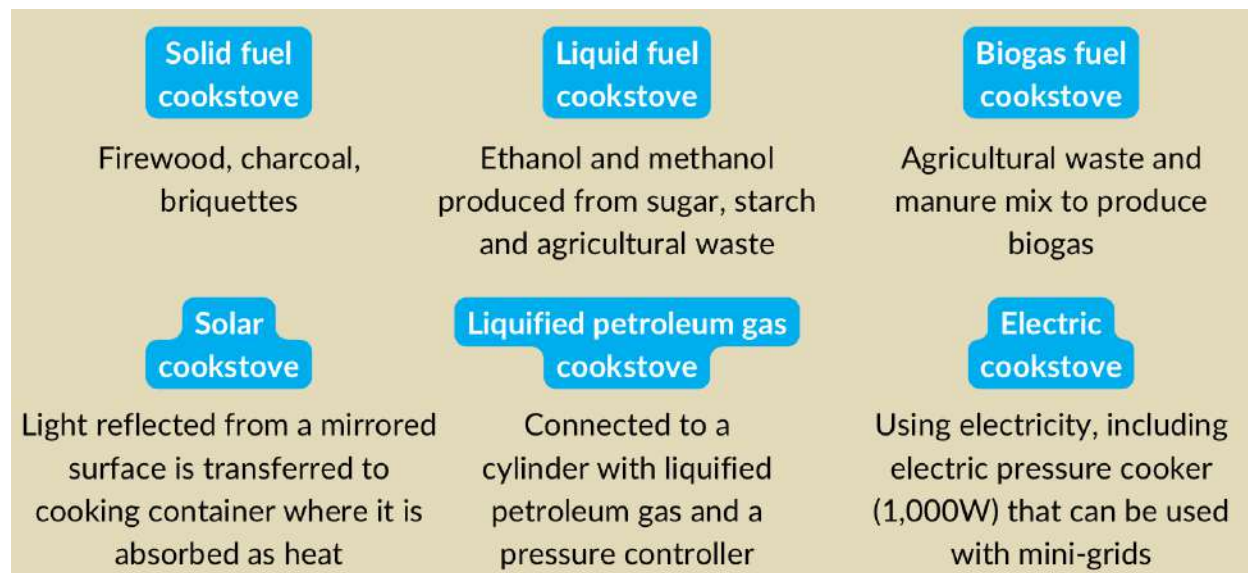 Solid fuel
cookstove
Firewood, charcoal,
briquettes
Liquid fuel
cookstove
Ethanol and methanol
produced from sugar, starch
and agricultural waste
Biogas fuel
cookstove
Agricultural waste and
manure mix to produce
biogas
Solar
cookstove
Light reflected from a mirrored
surface is transferred to
cooking container where it is
absorbed as heat
Liquified petroleum gas
cookstove
Connected to a
cylinder with liquified
petroleum gas and a
pressure controller
Electric
cookstove
Using electricity, including
electric pressure cooker
(1,000W) that can be used
with mini-grids